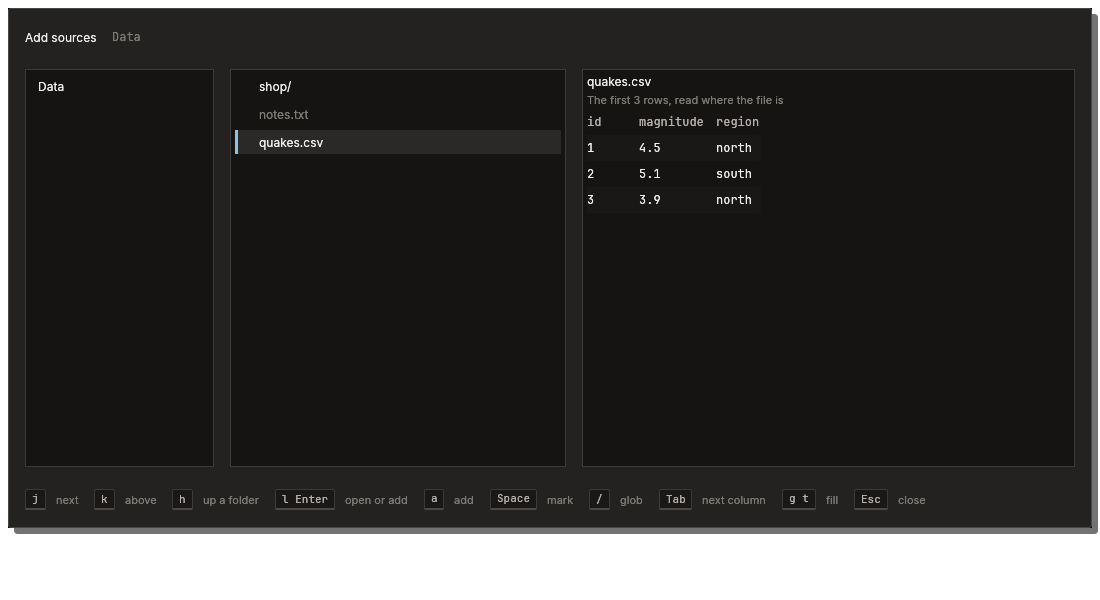 Add sources Data
Data
shop/
notes.txt
quakes.csv
quakes.csv
The first 3 rows, read where the file is
id magnitude region
1 4.5 north
2 5.1 south
3 3.9 north
j next k above h up a folder l Enter open or add a add Space mark / glob Tab next column g t fill Esc close